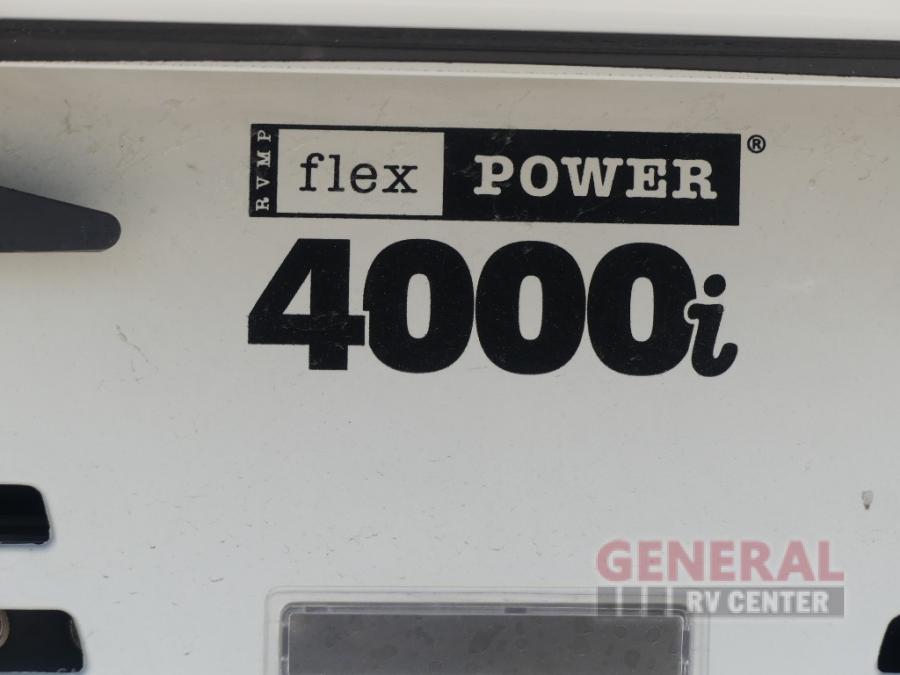 RVMP flex POWER®
4000i
GENERAL
RV CENTER